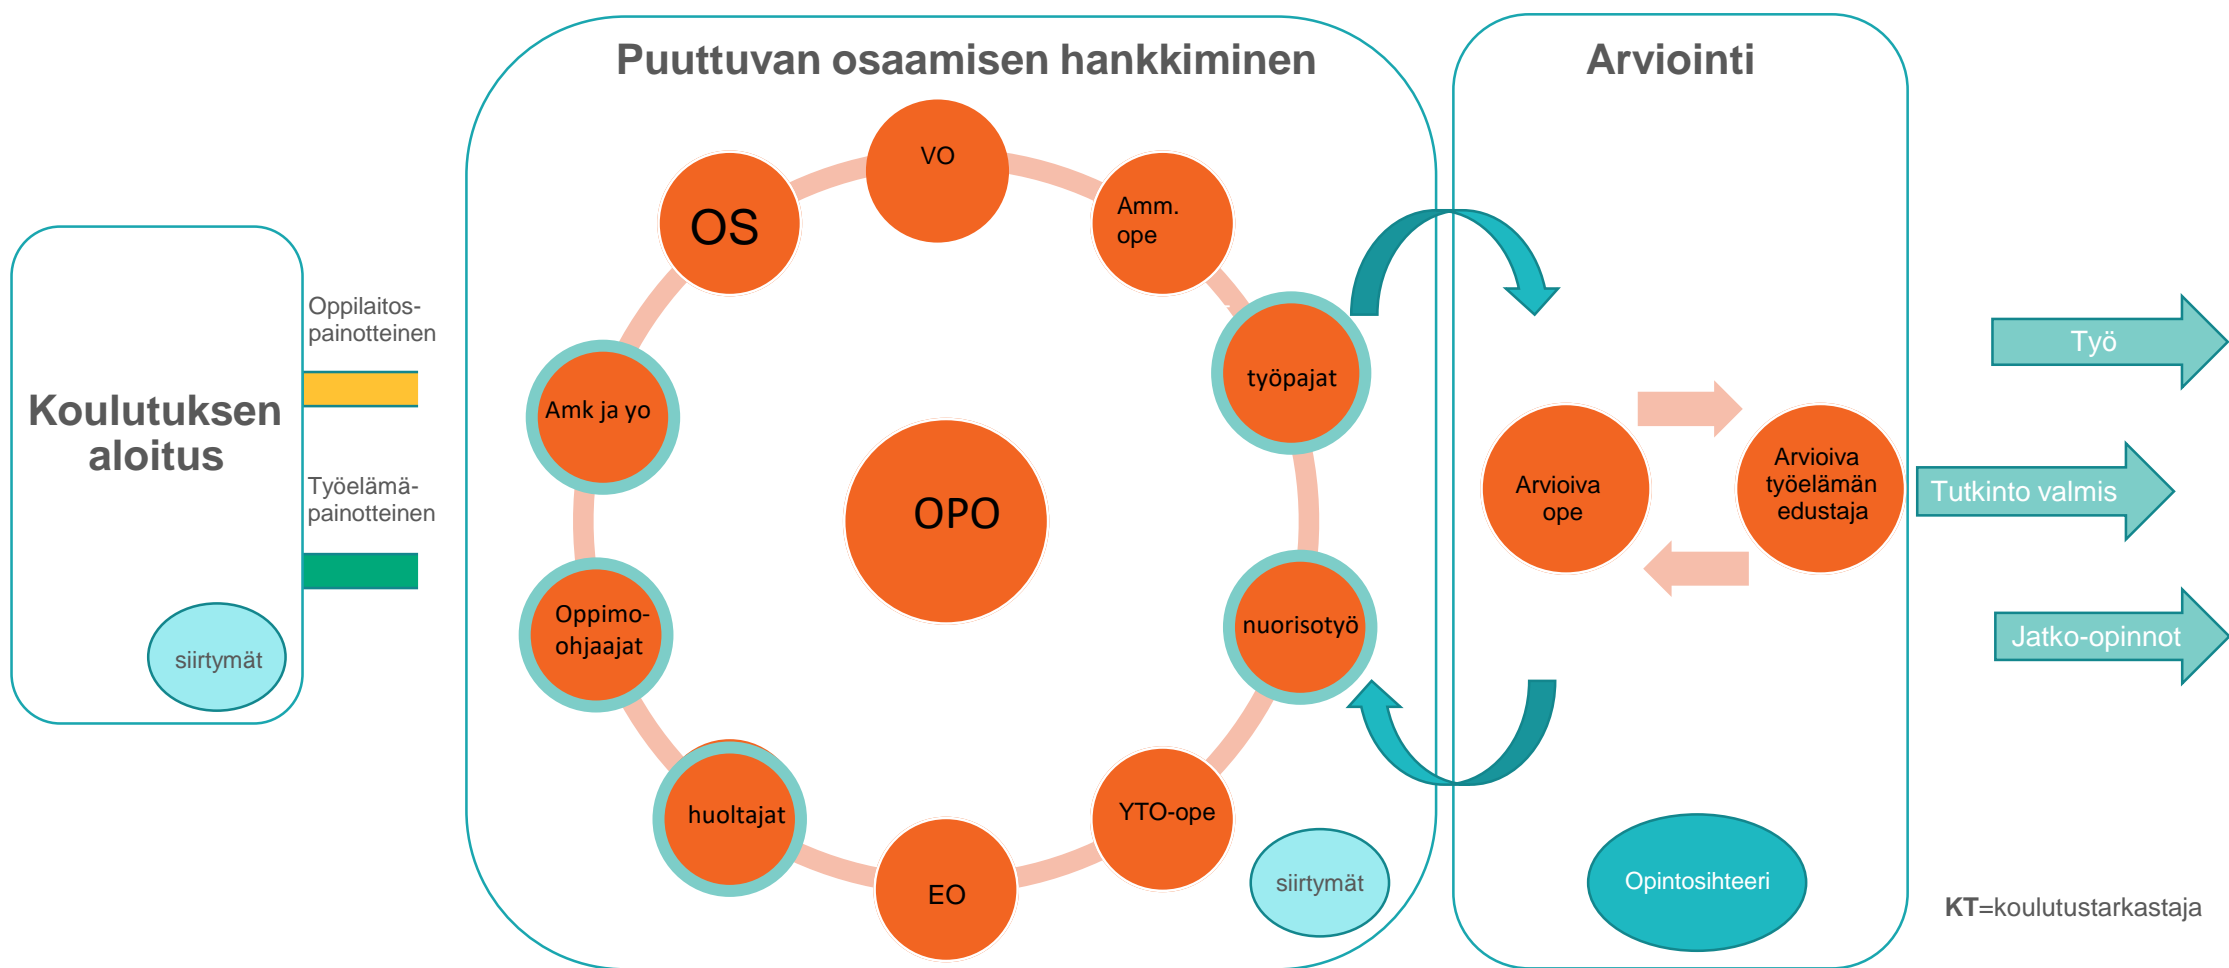 Puuttuvan osaamisen hankkiminen
Arviointi
Koulutuksen
aloitus
siirtymät
Oppilaitos-
painotteinen
Työelämä-
painotteinen
VO
OS
Amm.
ope
Amk ja yo
työpajat
OPO
Oppimo-
ohjaajat
nuorisotyö
huoltajat
YTO-ope
EO
siirtymät
Arvioiva
ope
Arvioiva
työelämän
edustaja
Opintosihteeri
Työ
Tutkinto valmis
Jatko-opinnot
KT=koulutustarkastaja